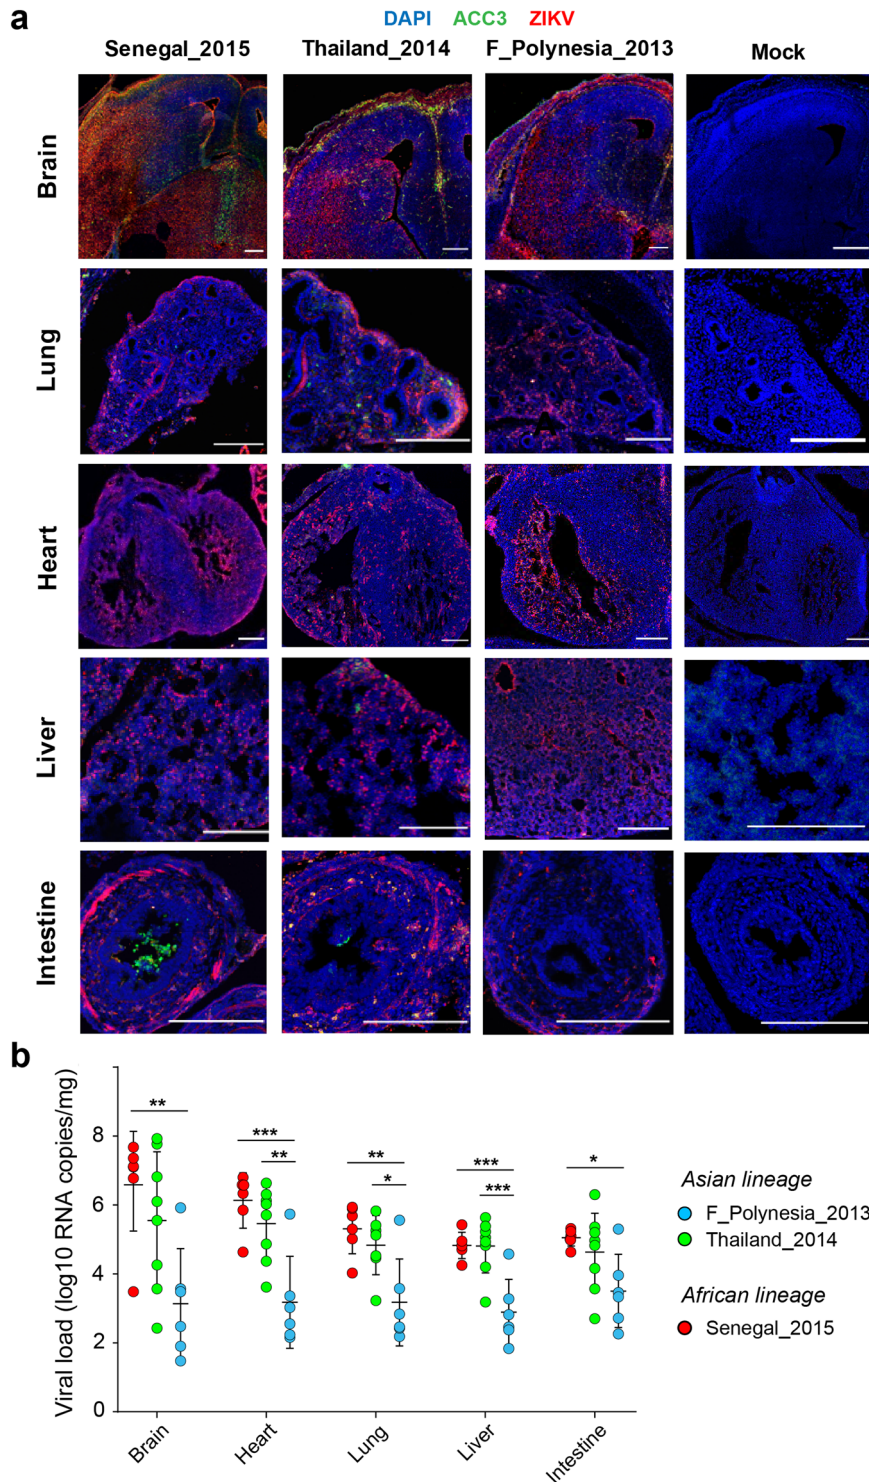 a
DAPI ACC3 ZIKV
Senegal_2015 Thailand_2014 F_Polynesia_2013 Mock
Brain
Lung
Heart
Liver
Intestine
b
Viral load (log10 RNA copies/mg)
8
6
4
2
0
** *** ** ** * *** *** *
Brain Heart Lung Liver Intestine
Asian lineage
F_Polynesia_2013
Thailand_2014
African lineage
Senegal_2015